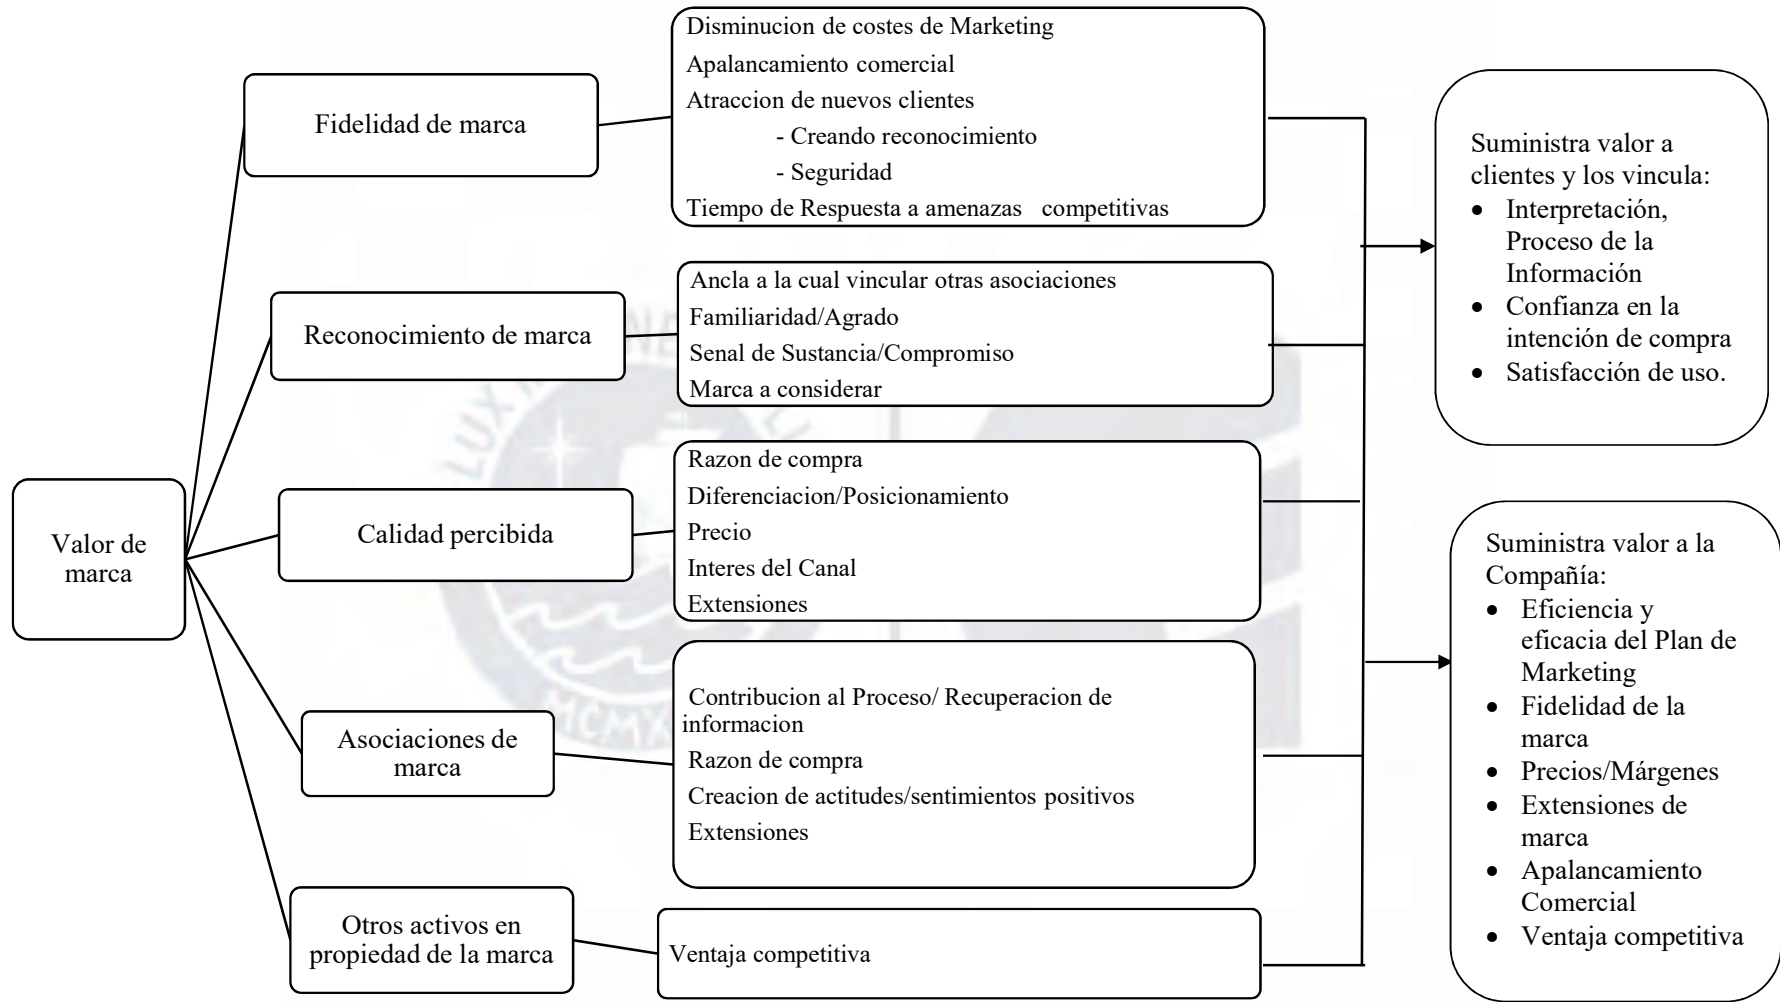 Valor de
marca
Fidelidad de marca
Disminucion de costes de Marketing
Apalancamiento comercial
Atraccion de nuevos clientes
- Creando reconocimiento
- Seguridad
Tiempo de Respuesta a amenazas competitivas
Reconocimiento de marca
Ancla a la cual vincular otras asociaciones
Familiaridad/Agrado
Senal de Sustancia/Compromiso
Marca a considerar
Calidad percibida
Razon de compra
Diferenciacion/Posicionamiento
Precio
Interes del Canal
Extensiones
Asociaciones de
marca
Contribucion al Proceso/ Recuperacion de
informacion
Razon de compra
Creacion de actitudes/sentimientos positivos
Extensiones
Otros activos en
propiedad de la marca
Ventaja competitiva
Suministra valor a
clientes y los vincula:
• Interpretación,
Proceso de la
Información
• Confianza en la
intención de compra
• Satisfacción de uso.
Suministra valor a la
Compañía:
• Eficiencia y
eficacia del Plan de
Marketing
• Fidelidad de la
marca
• Precios/Márgenes
• Extensiones de
marca
• Apalancamiento
Comercial
• Ventaja competitiva
LUX